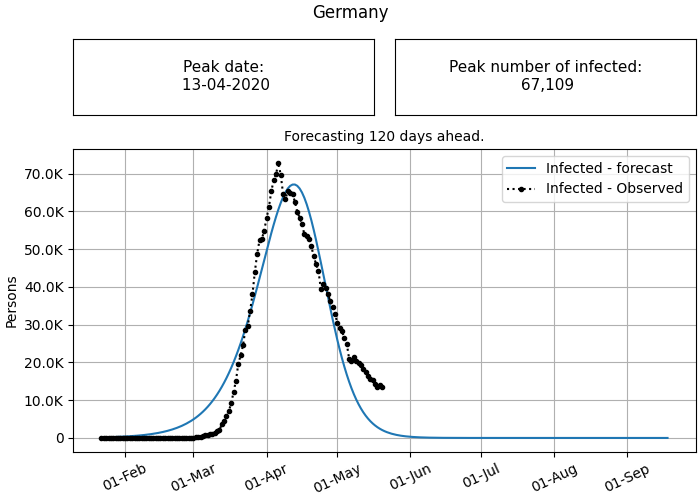 Germany
Peak date:
13-04-2020
Peak number of infected:
67,109
Forecasting 120 days ahead.
Infected - forecast
Infected - Observed
Persons
70.0K
60.0K
50.0K
40.0K
30.0K
20.0K
10.0K
0
01-Feb
01-Mar
01-Apr
01-May
01-Jun
01-Jul
01-Aug
01-Sep